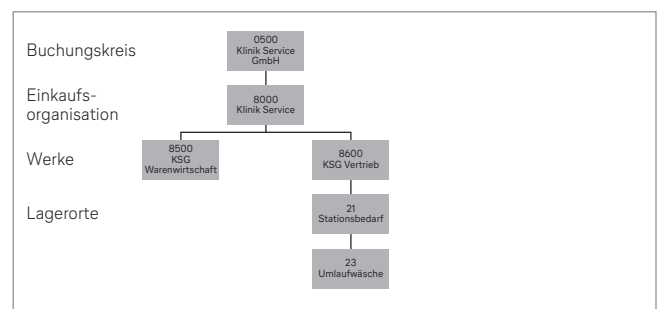 Buchungskreis
0500
Klinik Service
GmbH
Einkaufs-
organisation
8000
Klinik Service
Werke
8500
KSG
Warenwirtschaft
8600
KSG Vertrieb
Lagerorte
21
Stationsbedarf
23
Umlaufwäsche